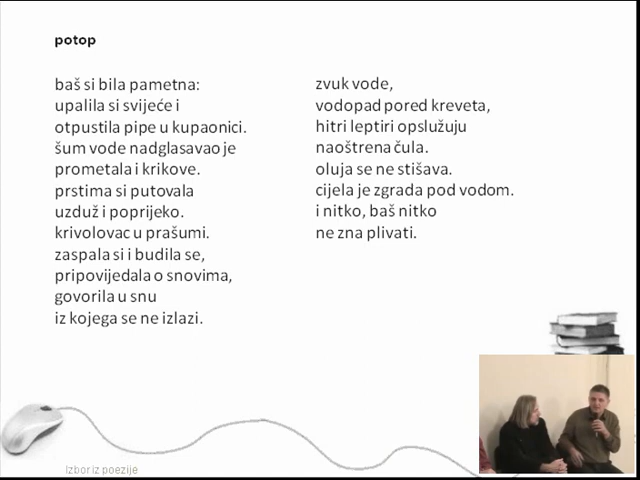 potop
baš si bila pametna:
upalila si svijeće i
otpustila pipe u kupaonici.
šum vode nadglasavao je
prometala i krikove.
prstima si putovala
uzduž i poprijeko.
krivolovac u prašumi.
zaspala si i budila se,
pripovijedala o snovima,
govorila u snu
iz kojega se ne izlazi.
zvuk vode,
vodopad pored kreveta,
hitri leptiri opslužuju
naoštrena čula.
oluja se ne stišava.
cijela je zgrada pod vodom.
i nitko, baš nitko
ne zna plivati.
Izbor iz poezije